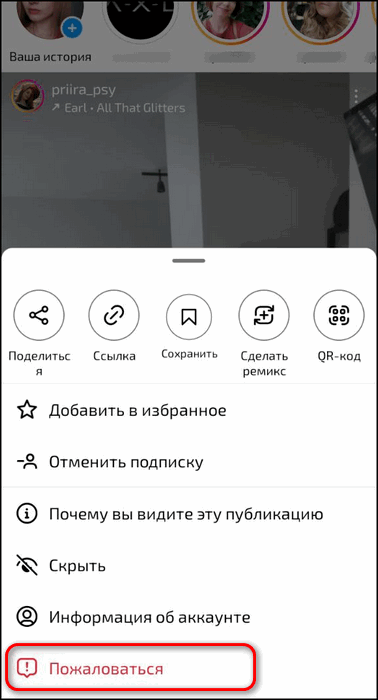 Ваша история
priira_psy
↗ Earl • All That Glitters
Поделитьс
я
Ссылка
Сохранить
Сделать
ремикс
QR-код
Добавить в избранное
Отменить подписку
Почему вы видите эту публикацию
Скрыть
Информация об аккаунте
Пожаловаться